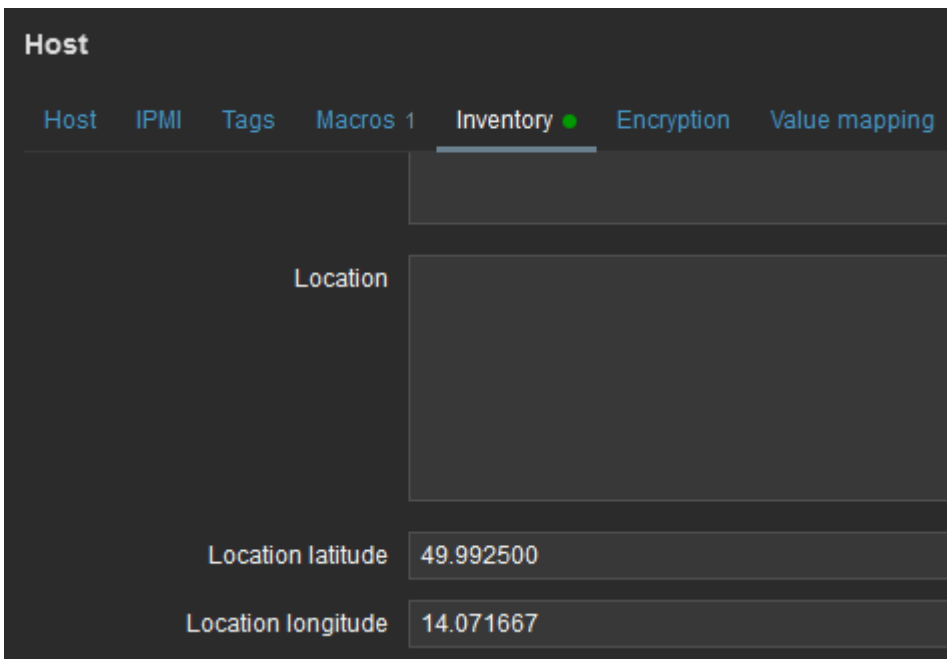 Host
Host IPMI Tags Macros 1 Inventory Encryption Value mapping
Location
Location latitude 49.992500
Location longitude 14.071667